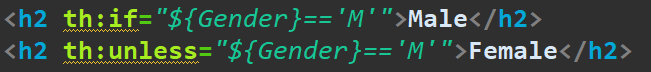 <h2 th:if="${Gender}=='M'">Male</h2>
<h2 th:unless="${Gender}=='M'">Female</h2>